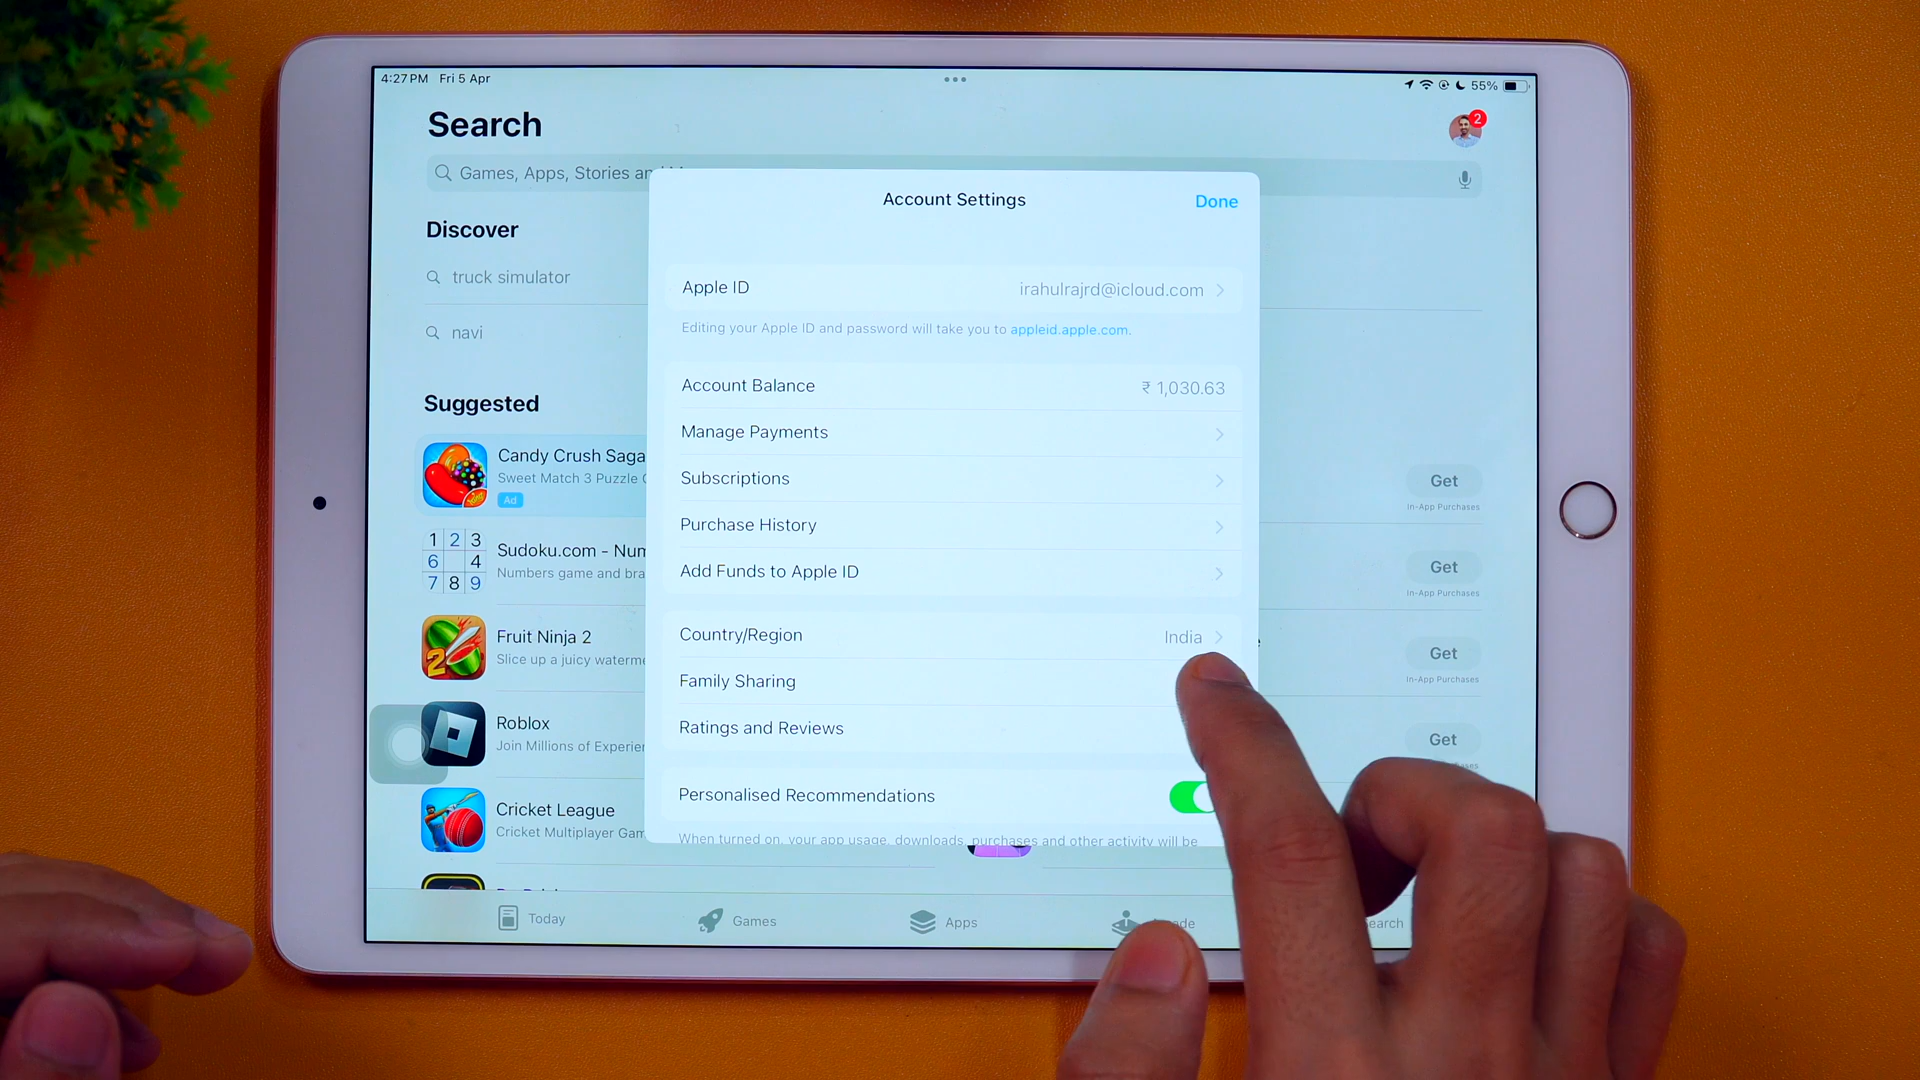 4:27 PM Fri 5 Apr
55%
Search
2
Games, Apps, Stories
Discover
truck simulator
navi
Suggested
Candy Crush Saga
Sweet Match 3 Puzzle
Ad
1 2 3
6 4
7 8 9
Sudoku.com - Num
Numbers game and bra
2
Fruit Ninja 2
Slice up a juicy waterme
Roblox
Join Millions of Experien
Cricket League
Cricket Multiplayer Gam
Account Settings
Done
Apple ID
irahulrajrd@icloud.com
Editing your Apple ID and password will take you to appleid.apple.com.
Account Balance
₹ 1,030.63
Manage Payments
Subscriptions
Purchase History
Add Funds to Apple ID
Country/Region
India
Family Sharing
Ratings and Reviews
Personalised Recommendations
When turned on, your app usage, downloads, purchases and other activity will be
Get
In-App Purchases
Get
In-App Purchases
Get
In-App Purchases
Get
Today
Games
Apps
ade
earch